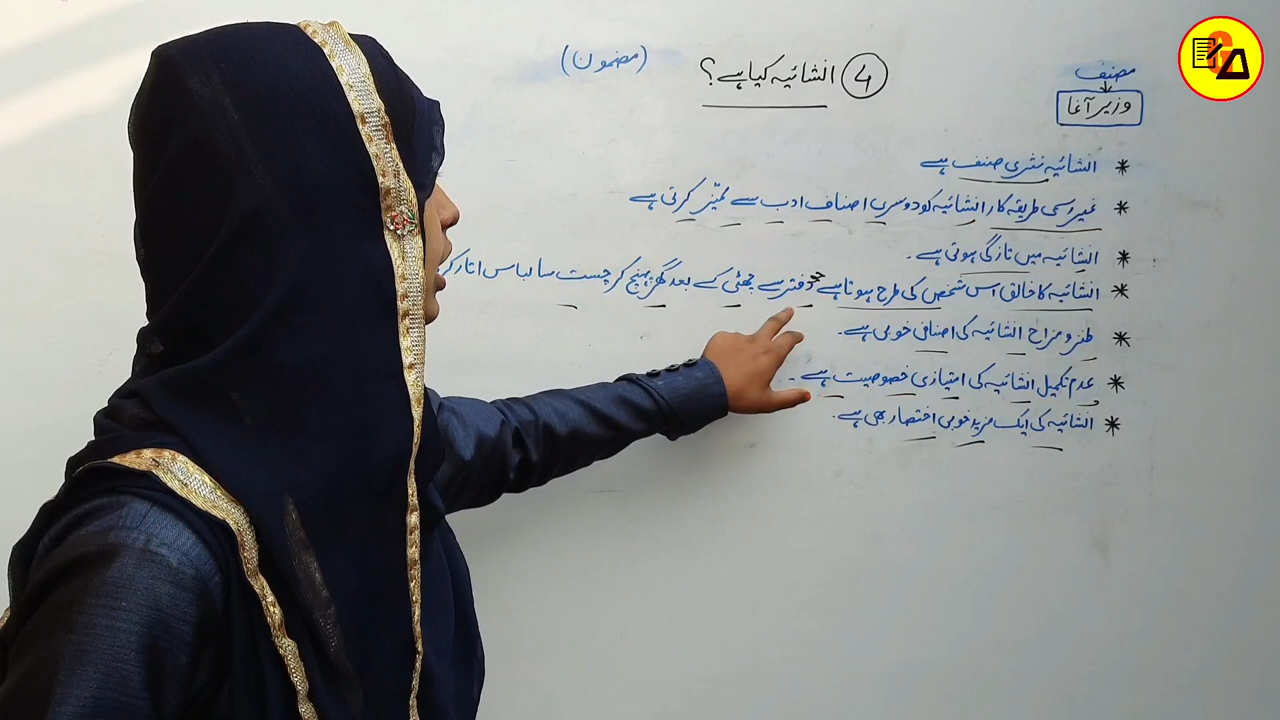 (مضمون)
④ انشائیہ کیا ہے؟
مصنف
وزیر آغا
* انشائیہ نثری صنف ہے
* غیر رسمی طریقہ کار انشائیہ کو دوسری اصناف ادب سے ممیّز کرتی ہے
* انشائیہ میں تازگی ہوتی ہے۔
* انشائیہ کا خالق اس شخص کی طرح ہوتا ہے جو دفتر سے چھٹی کے بعد گھر پہنچ کر چست سا لباس اتار کر
* طنز و مزاح انشائیہ کی اضافی خوبی ہے۔
* عدم تکمیل انشائیہ کی امتیازی خصوصیت ہے۔
* انشائیہ کی ایک مزید خوبی اختصار بھی ہے۔